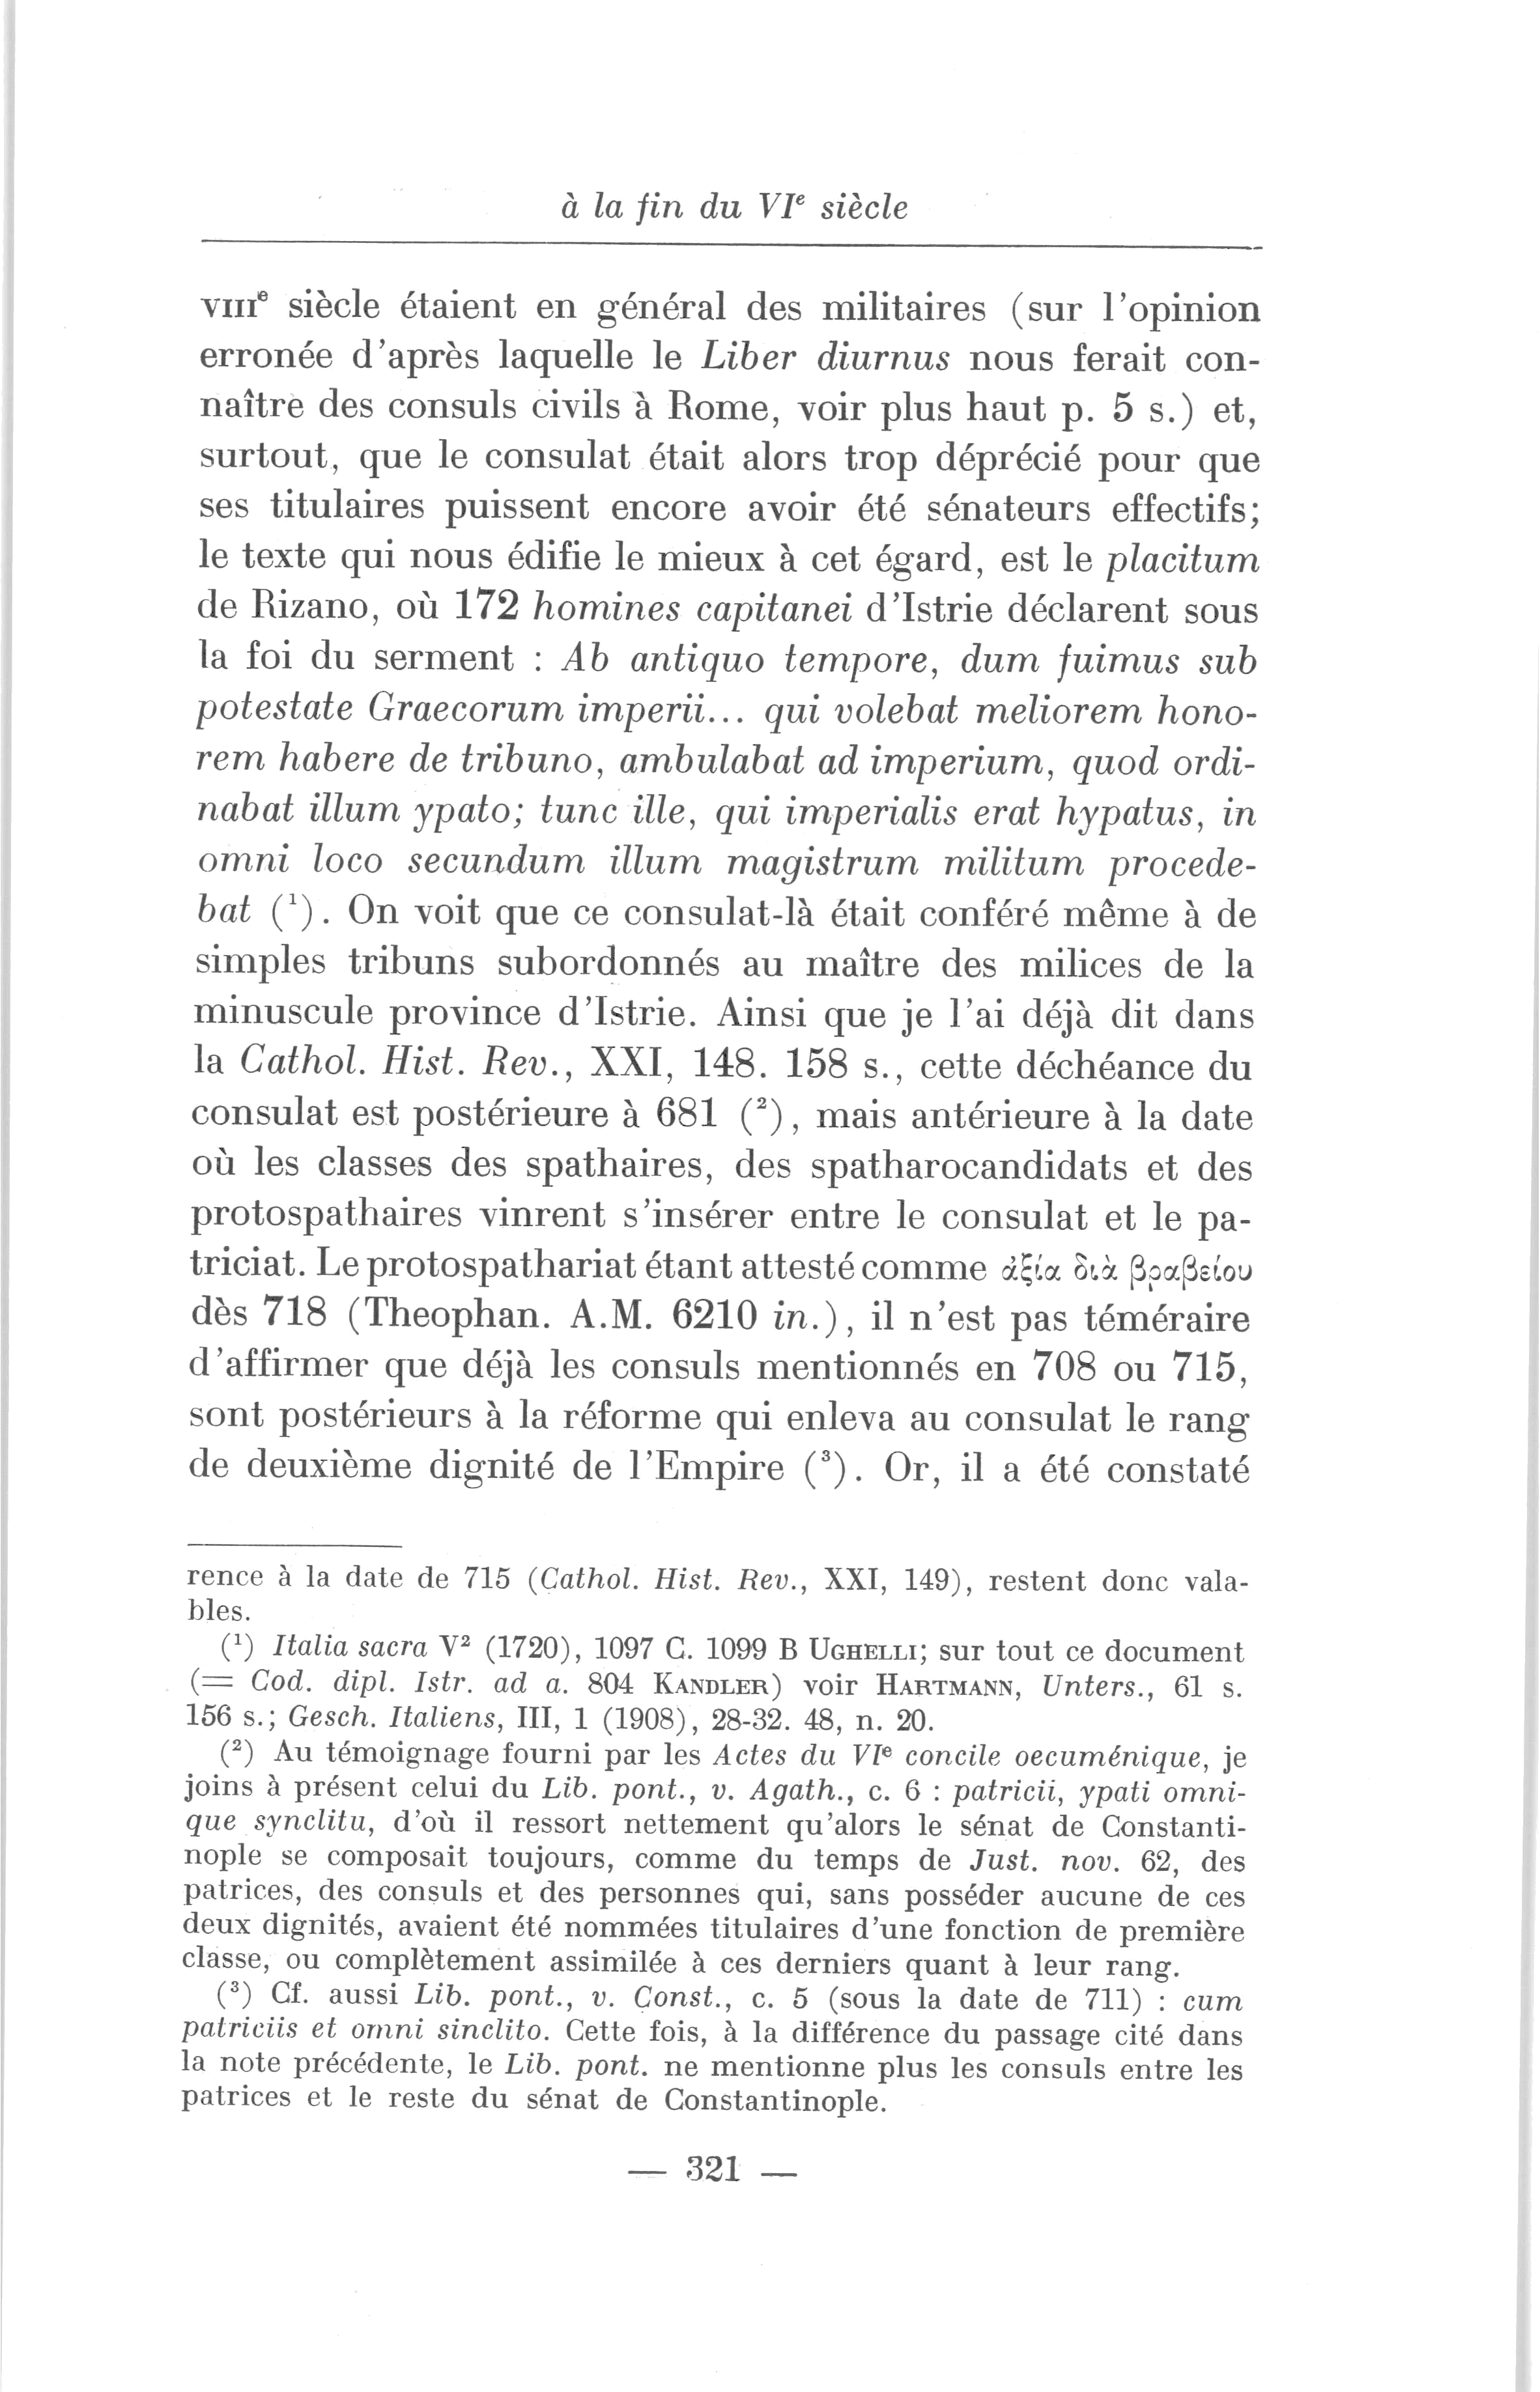 à la fin du VIe siècle
VIIIe siècle étaient en général des militaires (sur l'opinion
erronée d'après laquelle le Liber diurnus nous ferait con-
naître des consuls civils à Rome, voir plus haut p. 5 s.) et,
surtout, que le consulat était alors trop déprécié pour que
ses titulaires puissent encore avoir été sénateurs effectifs;
le texte qui nous édifie le mieux à cet égard, est le placitum
de Rizano, où 172 homines capitanei d'Istrie déclarent sous
la foi du serment : Ab antiquo tempore, dum fuimus sub
potestate Graecorum imperii... qui volebat meliorem hono-
rem habere de tribuno, ambulabat ad imperium, quod ordi-
nabat illum ypato; tunc ille, qui imperialis erat hypatus, in
omni loco secundum illum magistrum militum procede-
bat (¹). On voit que ce consulat-là était conféré même à de
simples tribuns subordonnés au maître des milices de la
minuscule province d'Istrie. Ainsi que je l'ai déjà dit dans
la Cathol. Hist. Rev., XXI, 148. 158 s., cette déchéance du
consulat est postérieure à 681 (²), mais antérieure à la date
où les classes des spathaires, des spatharocandidats et des
protospathaires vinrent s'insérer entre le consulat et le pa-
triciat. Le protospathariat étant attesté comme ἀξία διὰ βραβείου
dès 718 (Theophan. A.M. 6210 in.), il n'est pas téméraire
d'affirmer que déjà les consuls mentionnés en 708 ou 715,
sont postérieurs à la réforme qui enleva au consulat le rang
de deuxième dignité de l'Empire (³). Or, il a été constaté
rence à la date de 715 (Cathol. Hist. Rev., XXI, 149), restent donc vala-
bles.
(¹) Italia sacra V² (1720), 1097 C. 1099 B UGHELLI; sur tout ce document
(= Cod. dipl. Istr. ad a. 804 KANDLER) voir HARTMANN, Unters., 61 s.
156 s.; Gesch. Italiens, III, 1 (1908), 28-32. 48, n. 20.
(²) Au témoignage fourni par les Actes du VIe concile oecuménique, je
joins à présent celui du Lib. pont., v. Agath., c. 6 : patricii, ypati omni-
que synclitu, d'où il ressort nettement qu'alors le sénat de Constanti-
nople se composait toujours, comme du temps de Just. nov. 62, des
patrices, des consuls et des personnes qui, sans posséder aucune de ces
deux dignités, avaient été nommées titulaires d'une fonction de première
classe, ou complètement assimilée à ces derniers quant à leur rang.
(³) Cf. aussi Lib. pont., v. Const., c. 5 (sous la date de 711) : cum
patriciis et omni sinclito. Cette fois, à la différence du passage cité dans
la note précédente, le Lib. pont. ne mentionne plus les consuls entre les
patrices et le reste du sénat de Constantinople.
— 321 —